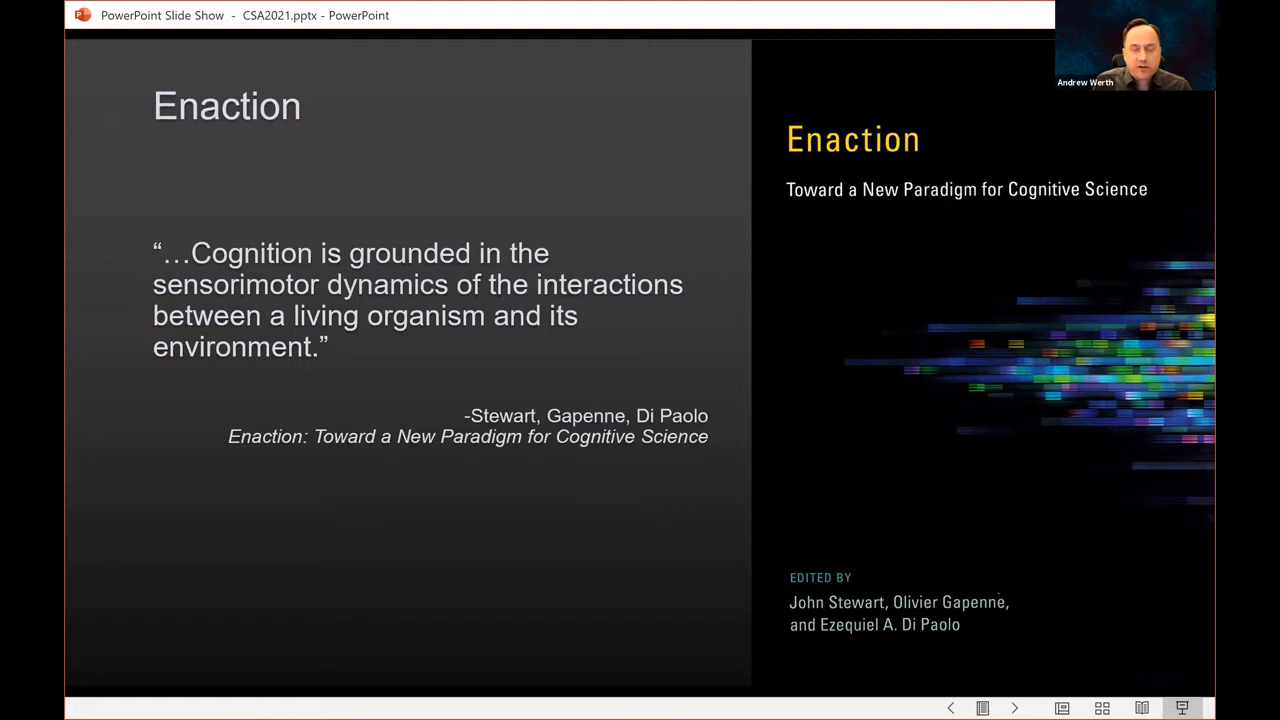 PowerPoint Slide Show - CSA2021.pptx - PowerPoint
Andrew Werth
Enaction
“…Cognition is grounded in the
sensorimotor dynamics of the interactions
between a living organism and its
environment.”
-Stewart, Gapenne, Di Paolo
Enaction: Toward a New Paradigm for Cognitive Science
Enaction
Toward a New Paradigm for Cognitive Science
EDITED BY
John Stewart, Olivier Gapenne,
and Ezequiel A. Di Paolo